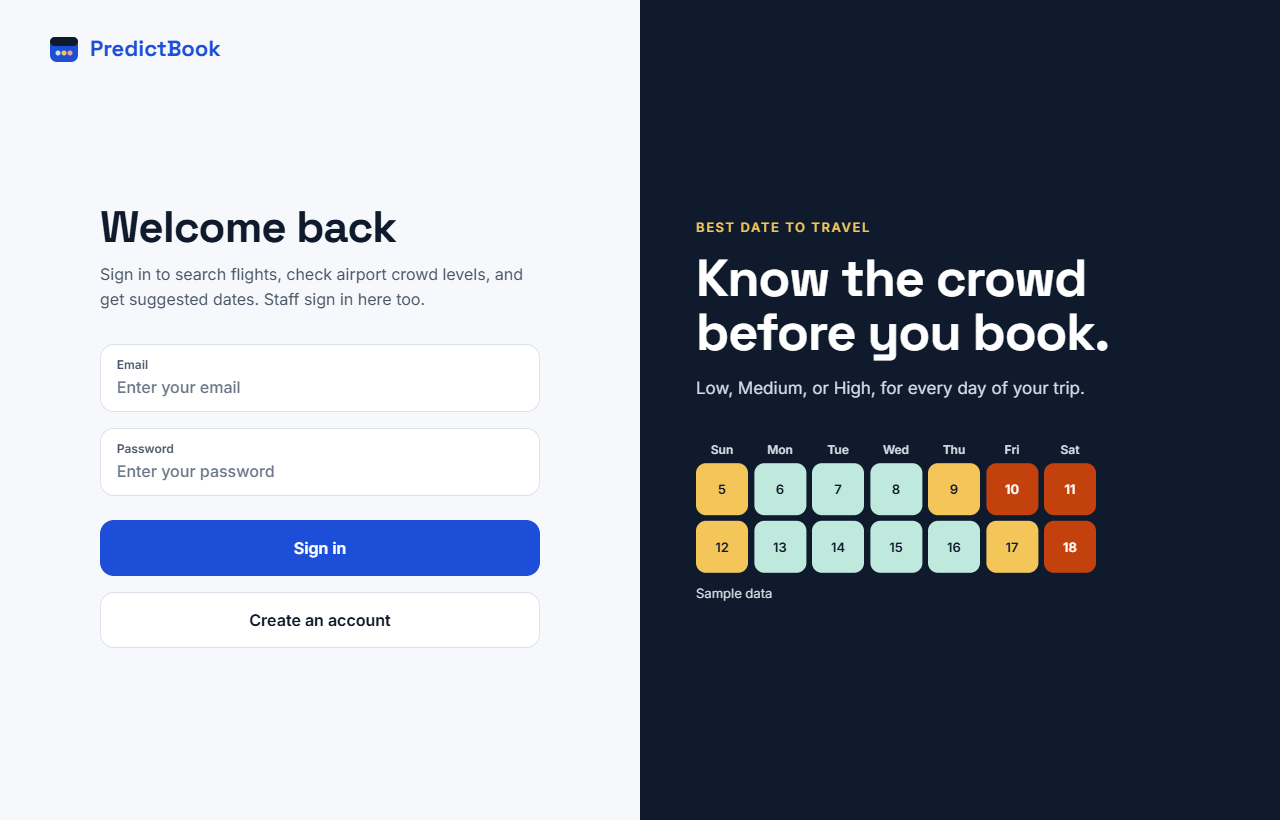 PredictBook
Welcome back
Sign in to search flights, check airport crowd levels, and
get suggested dates. Staff sign in here too.
Email
Enter your email
Password
Enter your password
Sign in
Create an account
BEST DATE TO TRAVEL
Know the crowd
before you book.
Low, Medium, or High, for every day of your trip.
Sun Mon Tue Wed Thu Fri Sat
5 6 7 8 9 10 11
12 13 14 15 16 17 18
Sample data